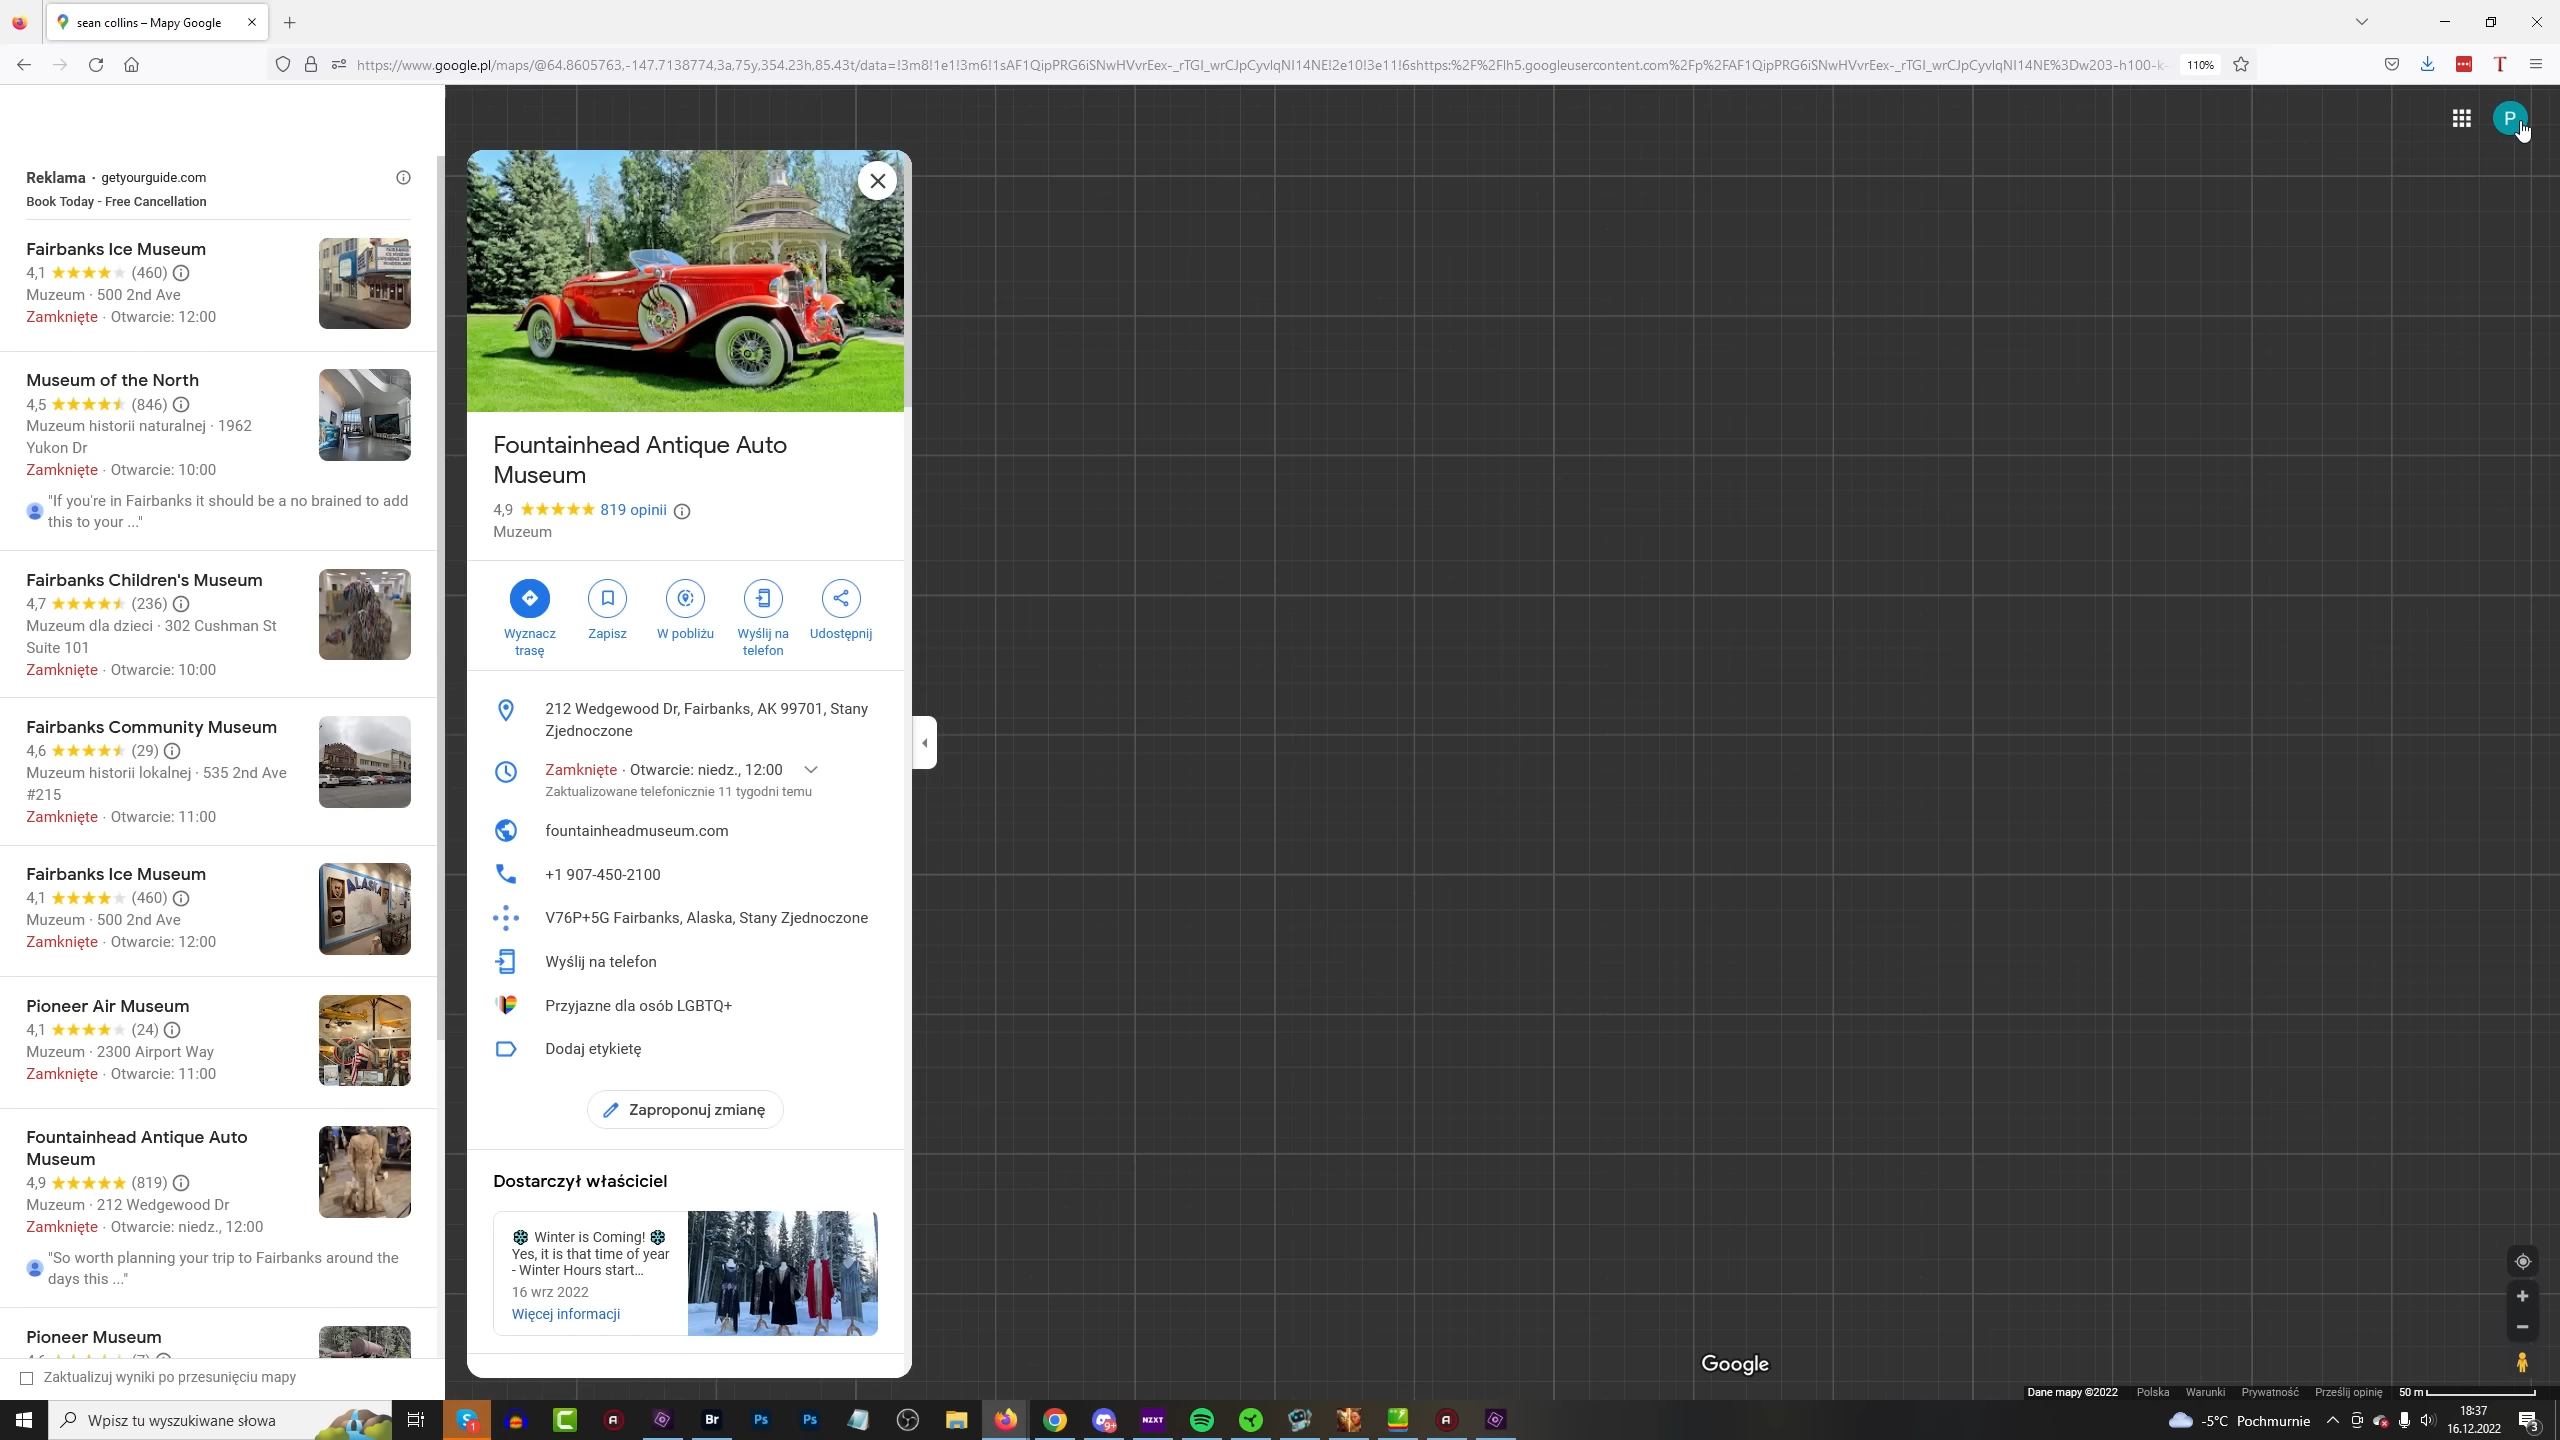 sean collins – Mapy Google
https://www.google.pl/maps/@64.8605763,-147.7138774,3a,75y,354.23h,85.43t/data=!3m8!1e1!3m6!1sAF1QipPRG6iSNwHVvrEex-_rTGI_wrCJpCyvlqNI14NE!2e10!3e11!6shttps:%2F%2Flh5.googleusercontent.com%2Fp%2FAF1QipPRG6iSNwHVvrEex-_rTGI_wrCJpCyvlqNI14NE%3Dw203-h100-k-
110%
P
Reklama · getyourguide.com
Book Today - Free Cancellation
Fairbanks Ice Museum
4,1 (460)
Muzeum · 500 2nd Ave
Zamknięte · Otwarcie: 12:00
Museum of the North
4,5 (846)
Muzeum historii naturalnej · 1962
Yukon Dr
Zamknięte · Otwarcie: 10:00
"If you're in Fairbanks it should be a no brained to add
this to your ..."
Fairbanks Children's Museum
4,7 (236)
Muzeum dla dzieci · 302 Cushman St
Suite 101
Zamknięte · Otwarcie: 10:00
Fairbanks Community Museum
4,6 (29)
Muzeum historii lokalnej · 535 2nd Ave
#215
Zamknięte · Otwarcie: 11:00
Fairbanks Ice Museum
4,1 (460)
Muzeum · 500 2nd Ave
Zamknięte · Otwarcie: 12:00
ALASKA
Pioneer Air Museum
4,1 (24)
Muzeum · 2300 Airport Way
Zamknięte · Otwarcie: 11:00
Fountainhead Antique Auto
Museum
4,9 (819)
Muzeum · 212 Wedgewood Dr
Zamknięte · Otwarcie: niedz., 12:00
"So worth planning your trip to Fairbanks around the
days this ..."
Pioneer Museum
Zaktualizuj wyniki po przesunięciu mapy
Fountainhead Antique Auto
Museum
4,9 819 opinii
Muzeum
Wyznacz
trasę
Zapisz
W pobliżu
Wyślij na
telefon
Udostępnij
212 Wedgewood Dr, Fairbanks, AK 99701, Stany
Zjednoczone
Zamknięte · Otwarcie: niedz., 12:00
Zaktualizowane telefonicznie 11 tygodni temu
fountainheadmuseum.com
+1 907-450-2100
V76P+5G Fairbanks, Alaska, Stany Zjednoczone
Wyślij na telefon
Przyjazne dla osób LGBTQ+
Dodaj etykietę
Zaproponuj zmianę
Dostarczył właściciel
Winter is Coming!
Yes, it is that time of year
- Winter Hours start...
16 wrz 2022
Więcej informacji
Google
Dane mapy ©2022 Polska Warunki Prywatność Prześlij opinię 50 m
Wpisz tu wyszukiwane słowa
1
Br
Ps
Ps
9+
NZXT
-5°C Pochmurnie
18:37
16.12.2022
3